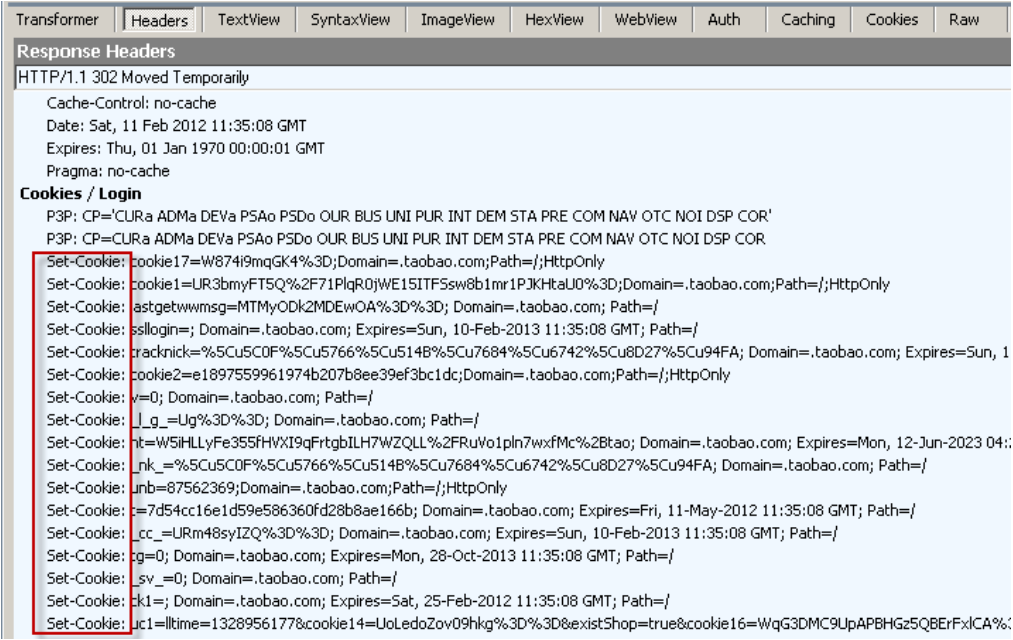 Transformer Headers TextView SyntaxView ImageView HexView WebView Auth Caching Cookies Raw
Response Headers
HTTP/1.1 302 Moved Temporarily
Cache-Control: no-cache
Date: Sat, 11 Feb 2012 11:35:08 GMT
Expires: Thu, 01 Jan 1970 00:00:01 GMT
Pragma: no-cache
Cookies / Login
P3P: CP='CURa ADMa DEVa PSAo PSDo OUR BUS UNI PUR INT DEM STA PRE COM NAV OTC NOI DSP COR'
P3P: CP=CURa ADMa DEVa PSAo PSDo OUR BUS UNI PUR INT DEM STA PRE COM NAV OTC NOI DSP COR
Set-Cookie: cookie17=W874i9mqGK4%3D;Domain=.taobao.com;Path=/;HttpOnly
Set-Cookie: cookie1=UR3bmyFT5Q%2F71PlqR0jWE15ITFSsw8b1mr1PJKHtaU0%3D;Domain=.taobao.com;Path=/;HttpOnly
Set-Cookie: lastgetwwmsg=MTMyODk2MDEwOA%3D%3D; Domain=.taobao.com; Path=/
Set-Cookie: ssllogin=; Domain=.taobao.com; Expires=Sun, 10-Feb-2013 11:35:08 GMT; Path=/
Set-Cookie: tracknick=%5Cu5C0F%5Cu5766%5Cu514B%5Cu7684%5Cu6742%5Cu8D27%5Cu94FA; Domain=.taobao.com; Expires=Sun, 1
Set-Cookie: cookie2=e1897559961974b207b8ee39ef3bc1dc;Domain=.taobao.com;Path=/;HttpOnly
Set-Cookie: v=0; Domain=.taobao.com; Path=/
Set-Cookie: _l_g_=Ug%3D%3D; Domain=.taobao.com; Path=/
Set-Cookie: nt=W5iHLLyFe355fHVXI9qFrtgbILH7WZQLL%2FRuVo1pln7wxfMc%2Btao; Domain=.taobao.com; Expires=Mon, 12-Jun-2023 04:
Set-Cookie: _nk_=%5Cu5C0F%5Cu5766%5Cu514B%5Cu7684%5Cu6742%5Cu8D27%5Cu94FA; Domain=.taobao.com; Path=/
Set-Cookie: unb=87562369;Domain=.taobao.com;Path=/;HttpOnly
Set-Cookie: t=7d54cc16e1d59e586360fd28b8ae166b; Domain=.taobao.com; Expires=Fri, 11-May-2012 11:35:08 GMT; Path=/
Set-Cookie: _cc_=URm48syIZQ%3D%3D; Domain=.taobao.com; Expires=Sun, 10-Feb-2013 11:35:08 GMT; Path=/
Set-Cookie: tg=0; Domain=.taobao.com; Expires=Mon, 28-Oct-2013 11:35:08 GMT; Path=/
Set-Cookie: _sv_=0; Domain=.taobao.com; Path=/
Set-Cookie: ck1=; Domain=.taobao.com; Expires=Sat, 25-Feb-2012 11:35:08 GMT; Path=/
Set-Cookie: uc1=lltime=1328956177&cookie14=UoLedoZov09hkg%3D%3D&existShop=true&cookie16=WqG3DMC9UpAPBHGz5QBErFxlCA%